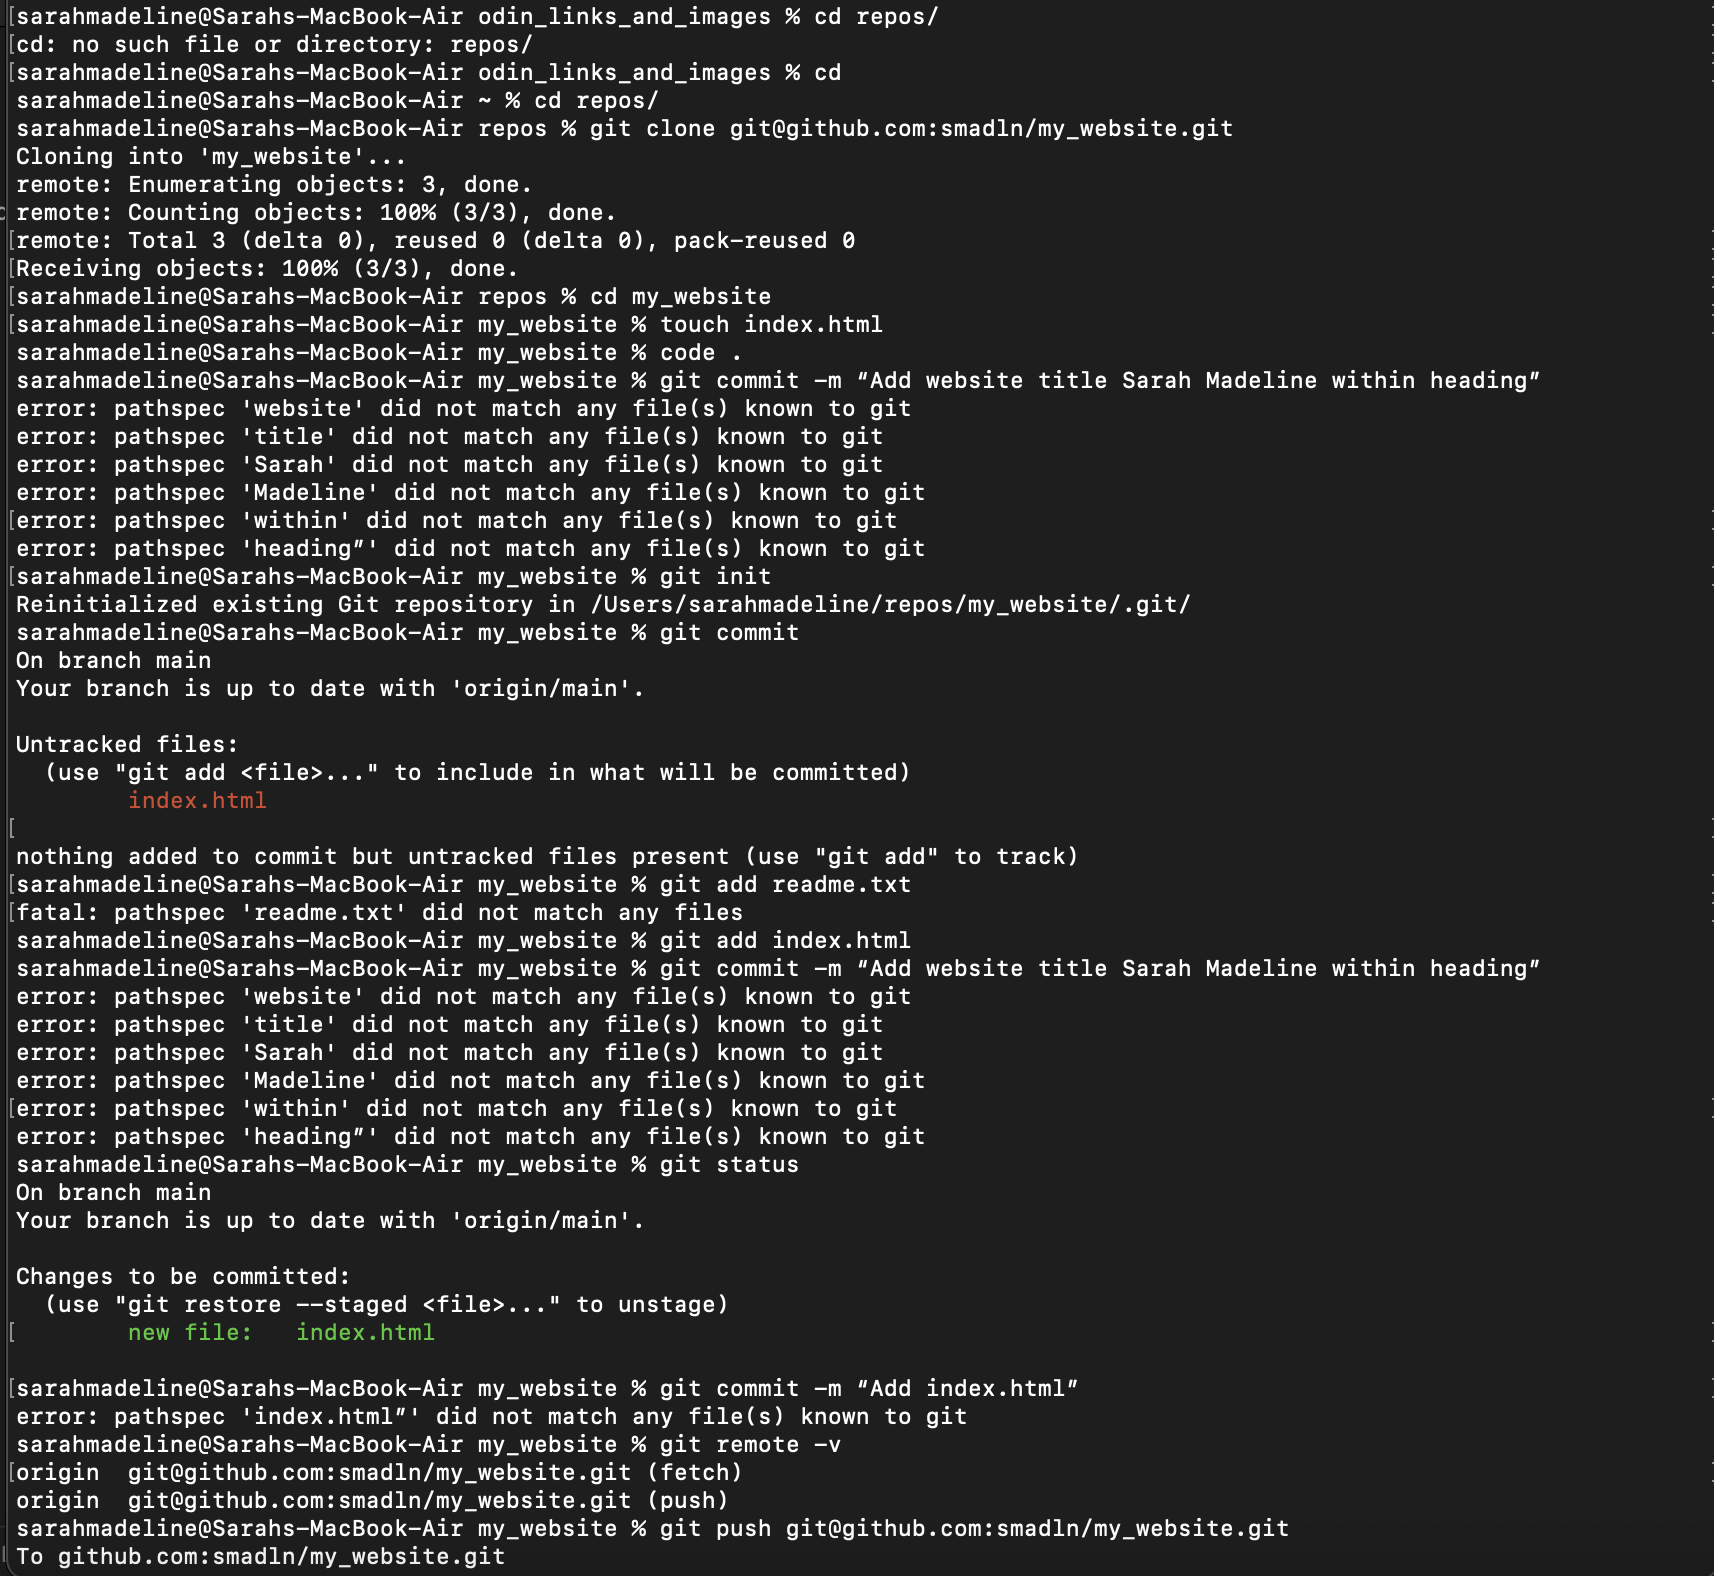 [sarahmadeline@Sarahs-MacBook-Air odin_links_and_images % cd repos/
[cd: no such file or directory: repos/
[sarahmadeline@Sarahs-MacBook-Air odin_links_and_images % cd
sarahmadeline@Sarahs-MacBook-Air ~ % cd repos/
sarahmadeline@Sarahs-MacBook-Air repos % git clone git@github.com:smadln/my_website.git
Cloning into 'my_website'...
remote: Enumerating objects: 3, done.
remote: Counting objects: 100% (3/3), done.
[remote: Total 3 (delta 0), reused 0 (delta 0), pack-reused 0
[Receiving objects: 100% (3/3), done.
[sarahmadeline@Sarahs-MacBook-Air repos % cd my_website
[sarahmadeline@Sarahs-MacBook-Air my_website % touch index.html
sarahmadeline@Sarahs-MacBook-Air my_website % code .
sarahmadeline@Sarahs-MacBook-Air my_website % git commit -m “Add website title Sarah Madeline within heading”
error: pathspec 'website' did not match any file(s) known to git
error: pathspec 'title' did not match any file(s) known to git
error: pathspec 'Sarah' did not match any file(s) known to git
error: pathspec 'Madeline' did not match any file(s) known to git
[error: pathspec 'within' did not match any file(s) known to git
error: pathspec 'heading”' did not match any file(s) known to git
[sarahmadeline@Sarahs-MacBook-Air my_website % git init
Reinitialized existing Git repository in /Users/sarahmadeline/repos/my_website/.git/
sarahmadeline@Sarahs-MacBook-Air my_website % git commit
On branch main
Your branch is up to date with 'origin/main'.

Untracked files:
  (use "git add <file>..." to include in what will be committed)
        index.html
[
nothing added to commit but untracked files present (use "git add" to track)
[sarahmadeline@Sarahs-MacBook-Air my_website % git add readme.txt
[fatal: pathspec 'readme.txt' did not match any files
sarahmadeline@Sarahs-MacBook-Air my_website % git add index.html
sarahmadeline@Sarahs-MacBook-Air my_website % git commit -m “Add website title Sarah Madeline within heading”
error: pathspec 'website' did not match any file(s) known to git
error: pathspec 'title' did not match any file(s) known to git
error: pathspec 'Sarah' did not match any file(s) known to git
error: pathspec 'Madeline' did not match any file(s) known to git
[error: pathspec 'within' did not match any file(s) known to git
error: pathspec 'heading”' did not match any file(s) known to git
sarahmadeline@Sarahs-MacBook-Air my_website % git status
On branch main
Your branch is up to date with 'origin/main'.

Changes to be committed:
  (use "git restore --staged <file>..." to unstage)
[       new file:   index.html

[sarahmadeline@Sarahs-MacBook-Air my_website % git commit -m “Add index.html”
error: pathspec 'index.html”' did not match any file(s) known to git
sarahmadeline@Sarahs-MacBook-Air my_website % git remote -v
[origin  git@github.com:smadln/my_website.git (fetch)
origin  git@github.com:smadln/my_website.git (push)
sarahmadeline@Sarahs-MacBook-Air my_website % git push git@github.com:smadln/my_website.git
To github.com:smadln/my_website.git